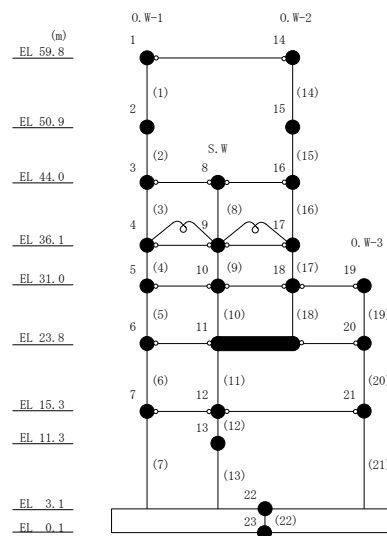 O.W-1 O.W-2
(m) 1 14
EL 59.8
(1) (14)
EL 50.9 2 15
(2) S.W (15)
EL 44.0 3 8 16
(3) (8) (16)
EL 36.1 4 9 17 O.W-3
(4) (9) (17)
EL 31.0 5 10 18 19
(5) (10) (18) (19)
EL 23.8 6 11 20
(6) (11) (20)
EL 15.3 7 12 21
(12)
EL 11.3 13
(7) (13) (21)
EL 3.1 22
EL 0.1 23 (22)